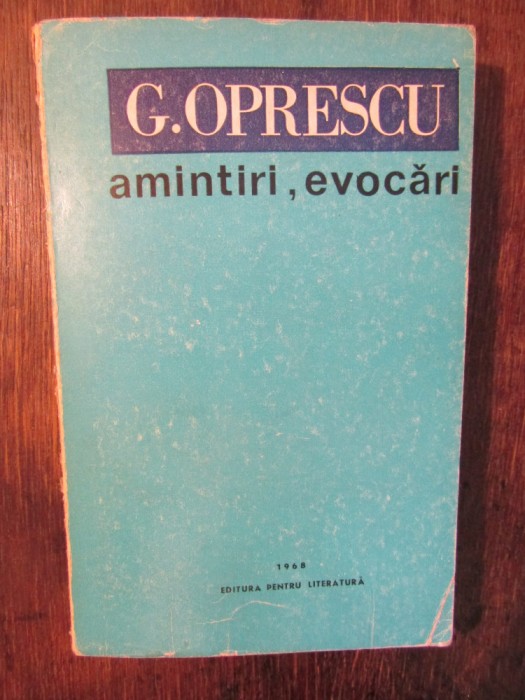 G.OPRESCU
amintiri, evocări
1968
EDITURA PENTRU LITERATURĂ